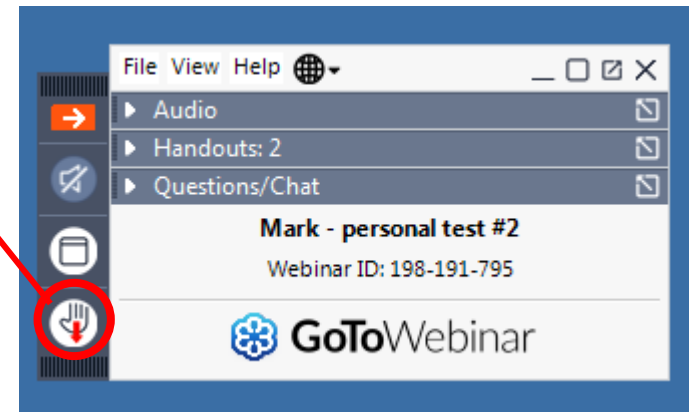 File View Help
Audio
Handouts: 2
Questions/Chat
Mark - personal test #2
Webinar ID: 198-191-795
GoToWebinar